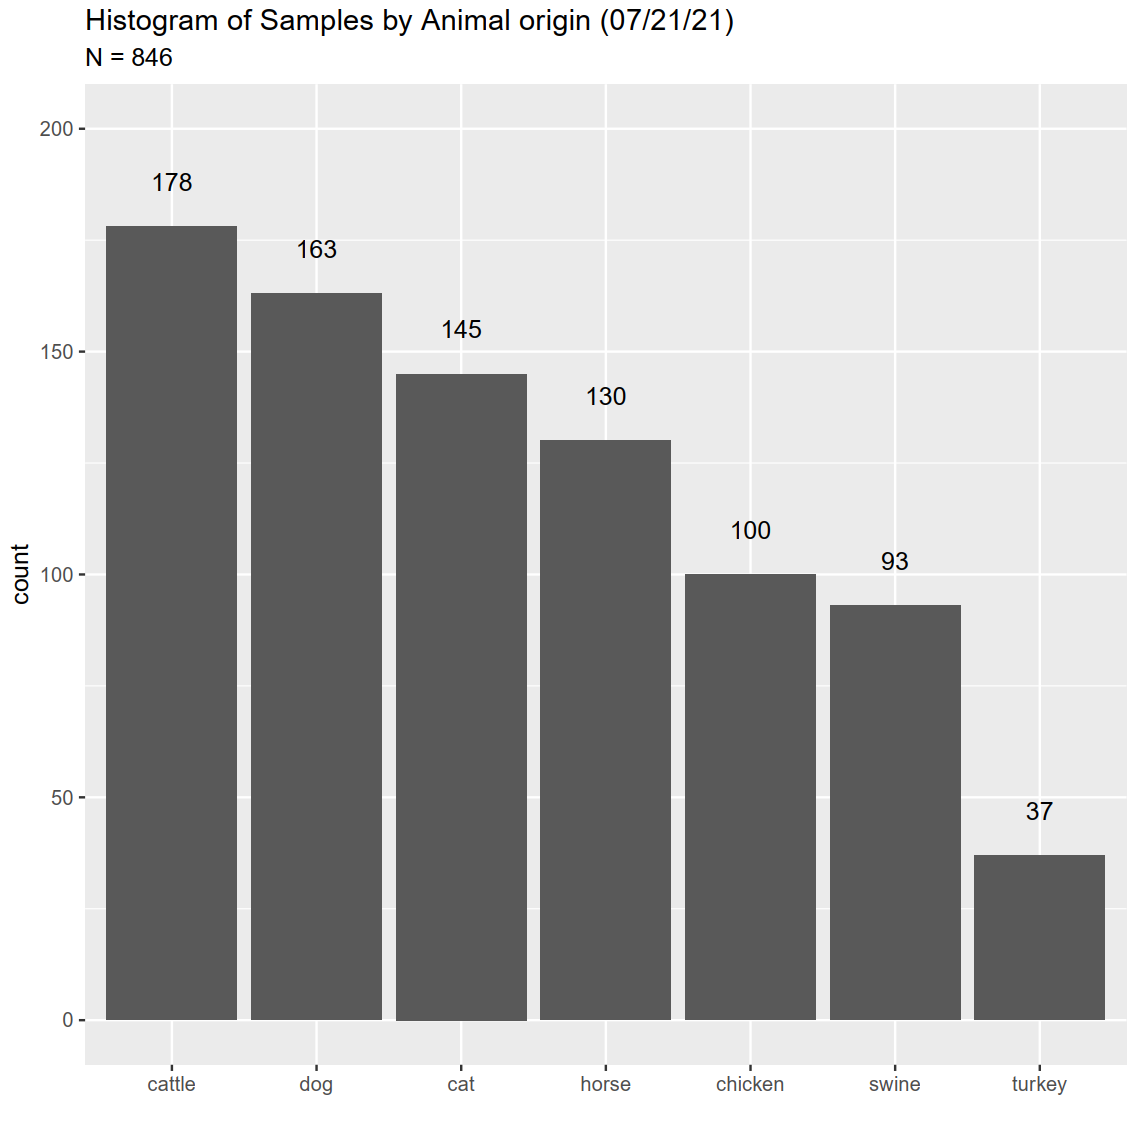 Histogram of Samples by Animal origin (07/21/21)
N = 846
count
200
150
100
50
0
178
163
145
130
100
93
37
cattle
dog
cat
horse
chicken
swine
turkey